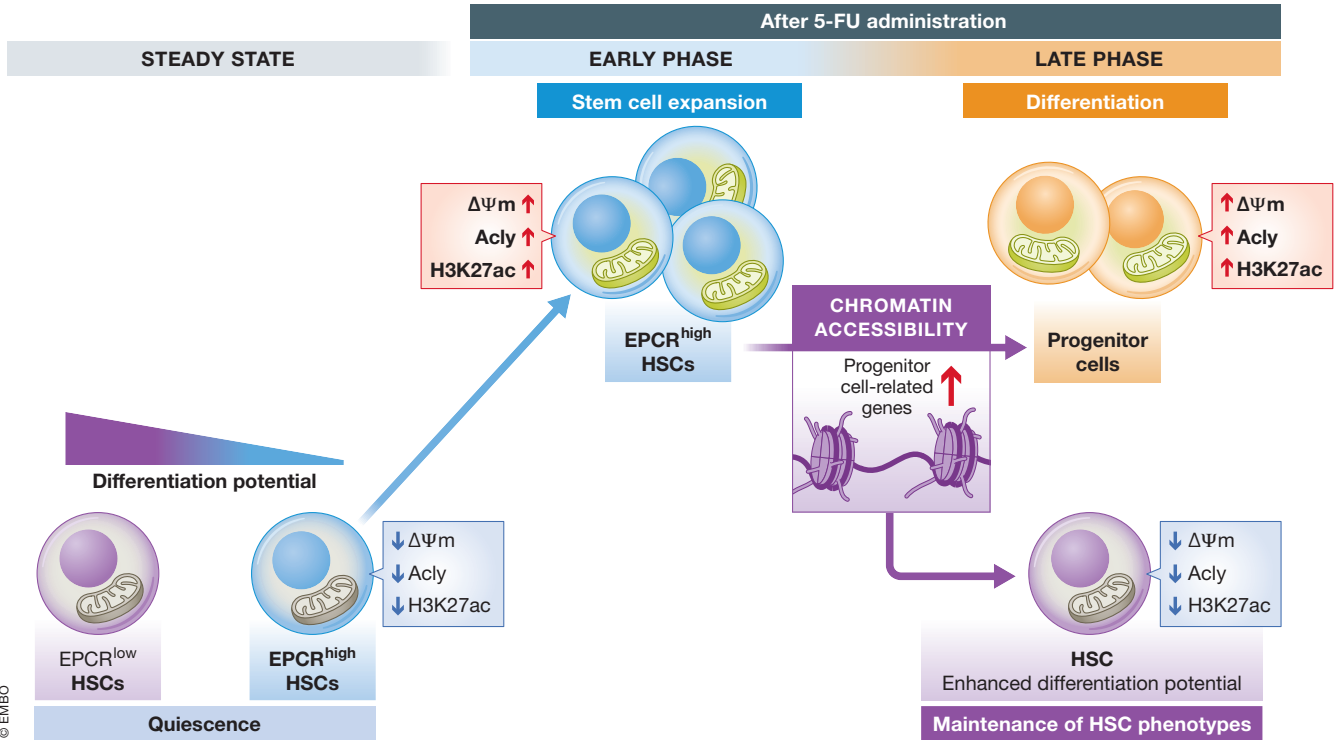 After 5-FU administration
STEADY STATE
EARLY PHASE
LATE PHASE
Stem cell expansion
Differentiation
ΔΨm ↑
Acly ↑
H3K27ac ↑
↑ ΔΨm
↑ Acly
↑ H3K27ac
EPCRhigh
HSCs
CHROMATIN
ACCESSIBILITY
Progenitor
cell-related
genes
Progenitor
cells
Differentiation potential
↓ ΔΨm
↓ Acly
↓ H3K27ac
EPCRlow
HSCs
EPCRhigh
HSCs
Quiescence
↓ ΔΨm
↓ Acly
↓ H3K27ac
HSC
Enhanced differentiation potential
Maintenance of HSC phenotypes
© EMBO